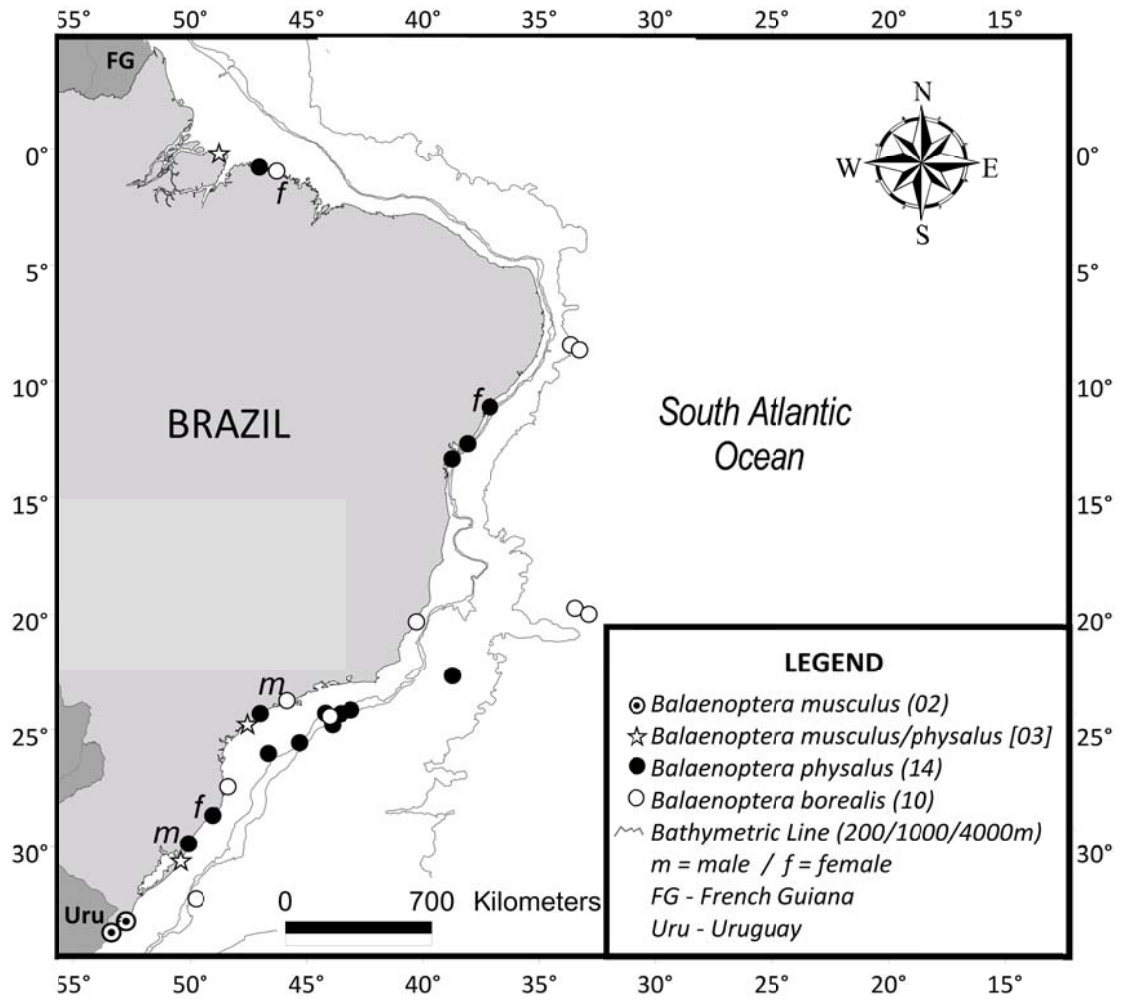 55° 50° 45° 40° 35° 30° 25° 20° 15°
FG
N
W E
S
0° 0°
f
5° 5°
10° 10°
f
BRAZIL
South Atlantic
Ocean
15° 15°
20° 20°
m
25° 25°
f
m
30° 30°
Uru
0 700 Kilometers
LEGEND
Balaenoptera musculus (02)
Balaenoptera musculus/physalus [03]
Balaenoptera physalus (14)
Balaenoptera borealis (10)
Bathymetric Line (200/1000/4000m)
m = male / f = female
FG - French Guiana
Uru - Uruguay
55° 50° 45° 40° 35° 30° 25° 20° 15°